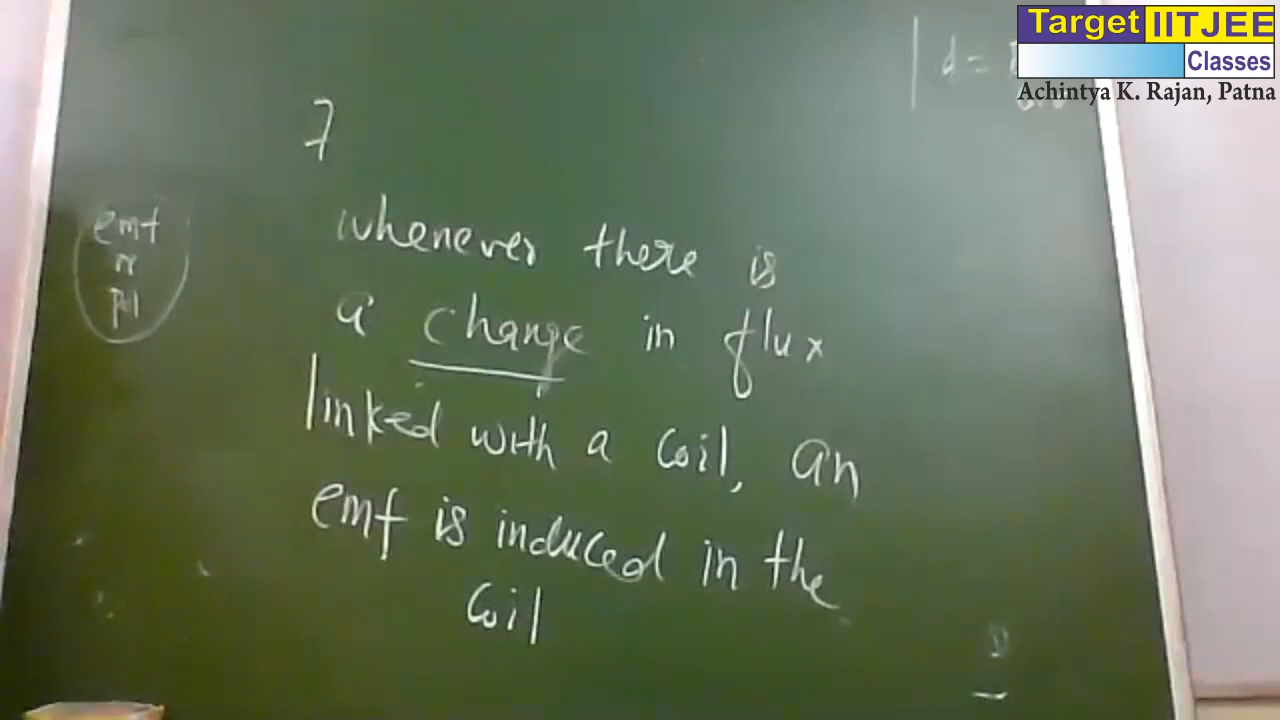 Target IITJEE
Classes
Achintya K. Rajan, Patna
d =
7
emf
whenever there is
a change in flux
linked with a coil, an
emf is induced in the
coil